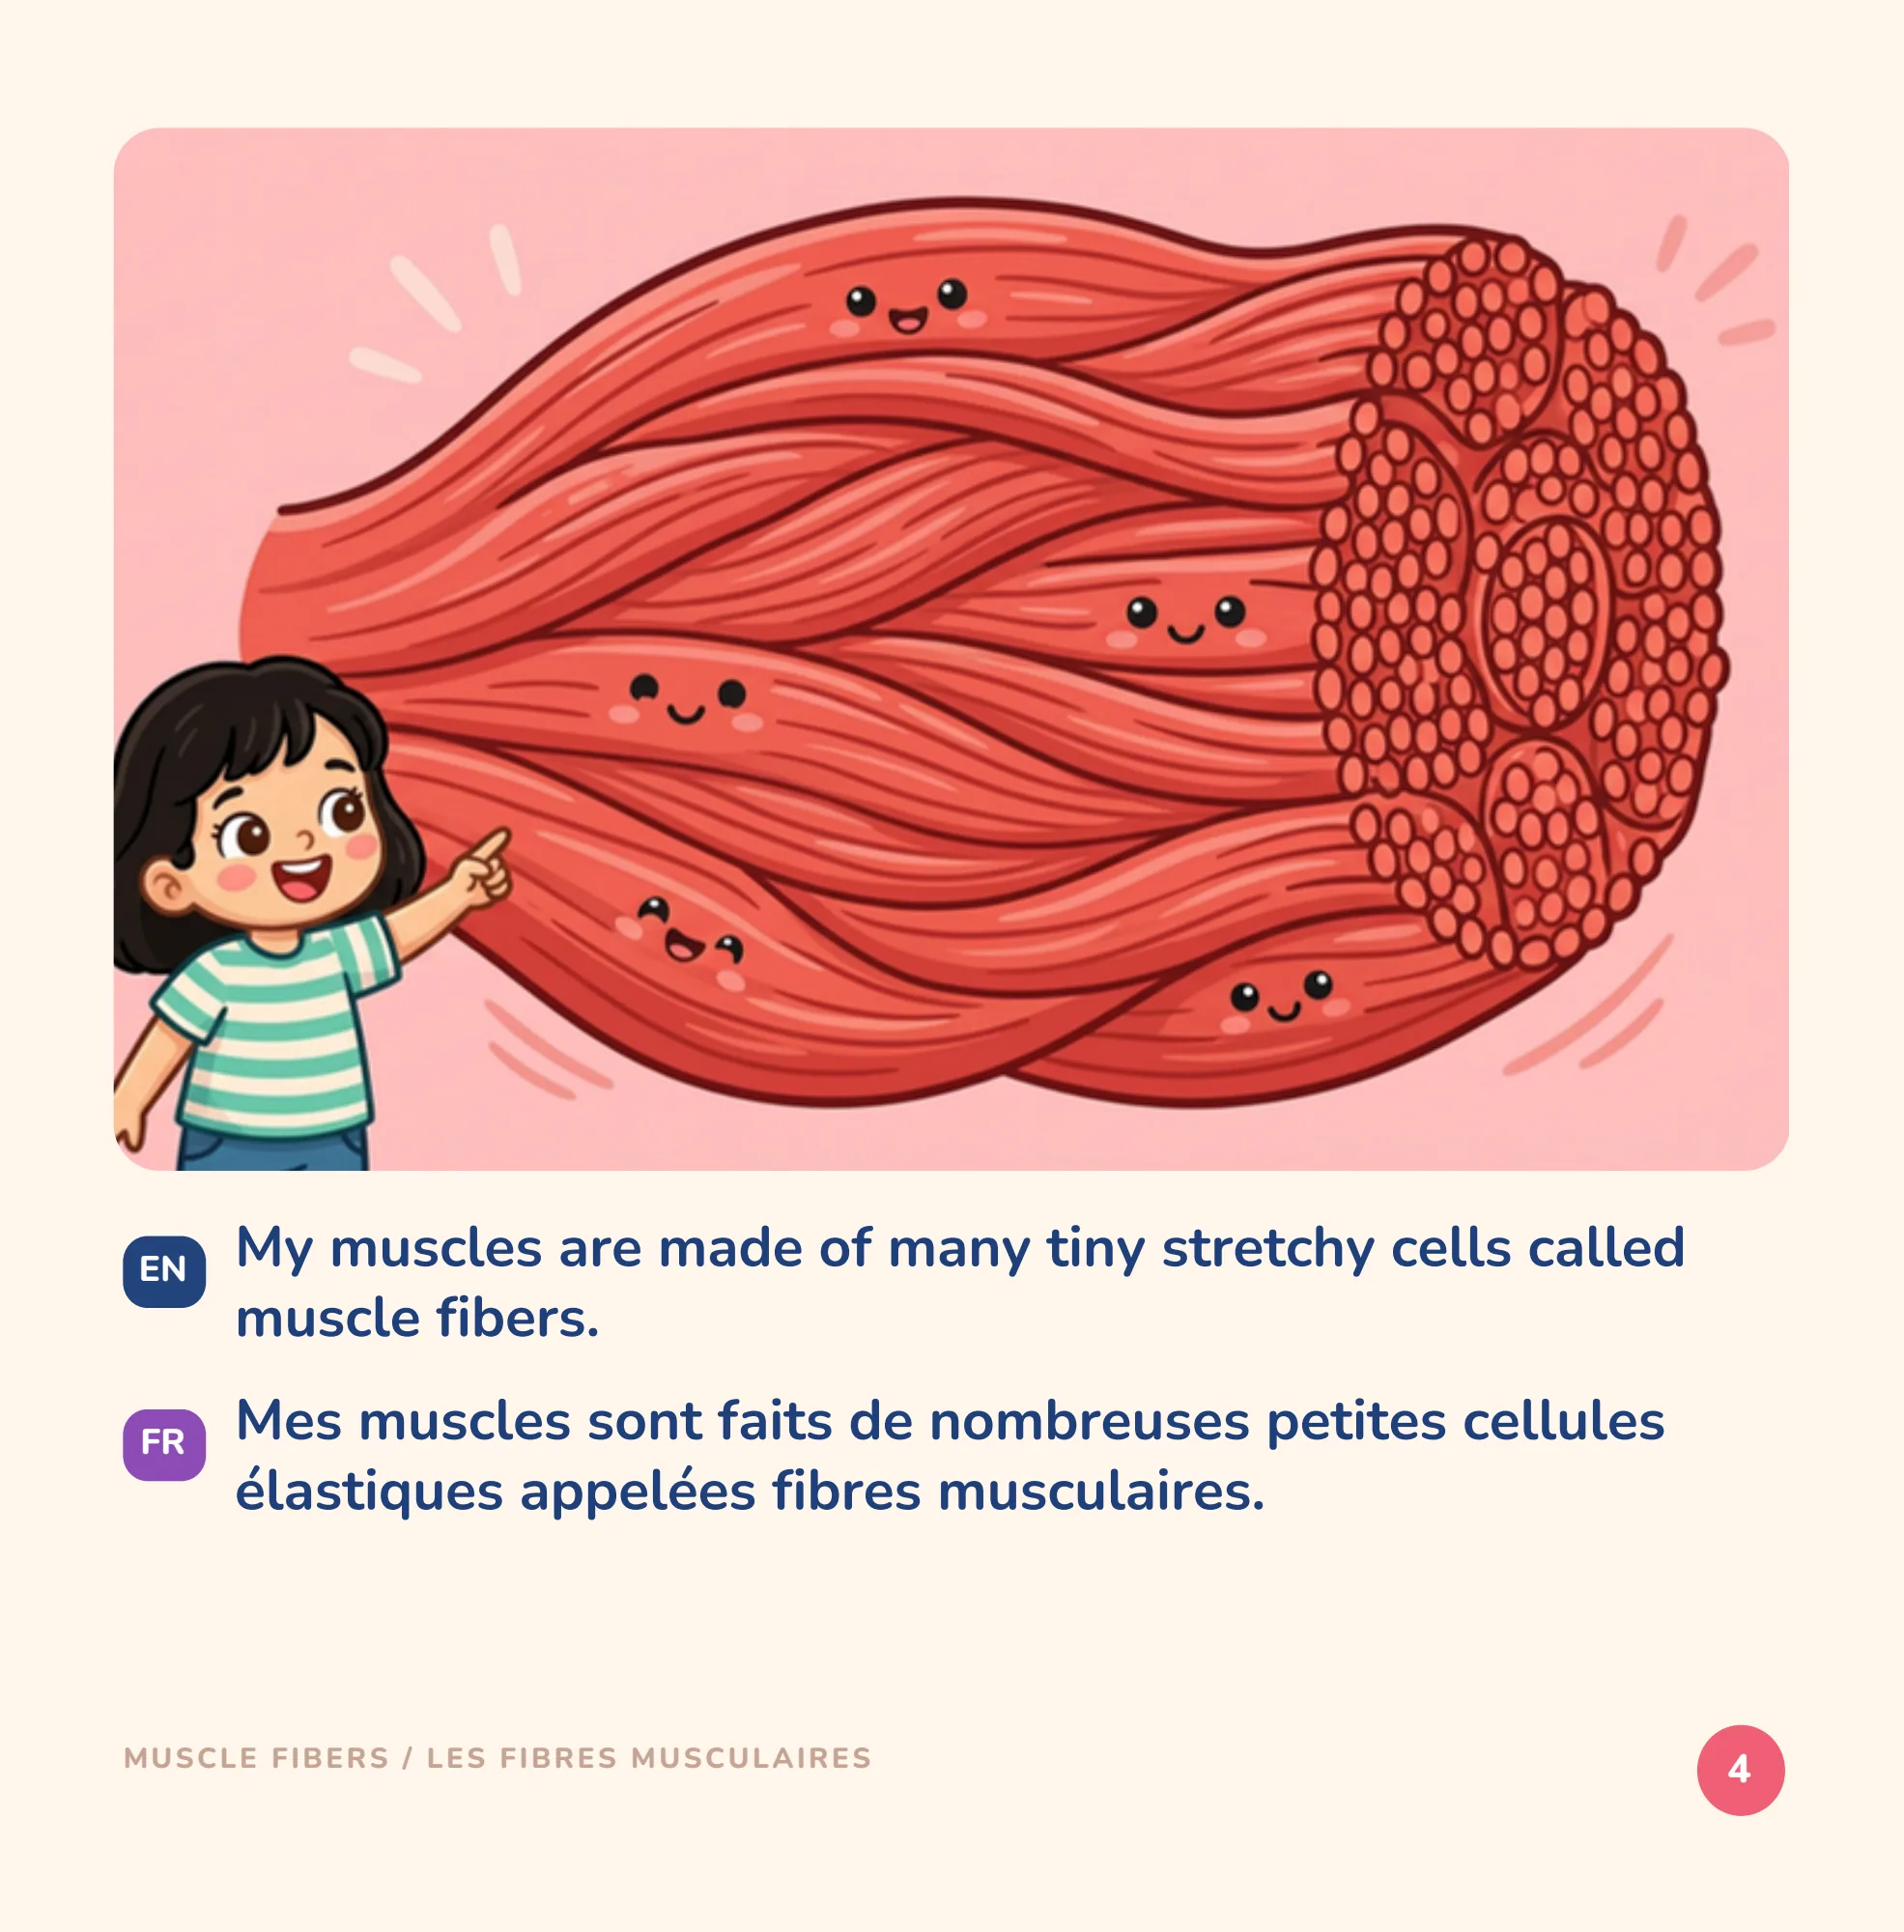 EN
My muscles are made of many tiny stretchy cells called
muscle fibers.
FR
Mes muscles sont faits de nombreuses petites cellules
élastiques appelées fibres musculaires.
MUSCLE FIBERS / LES FIBRES MUSCULAIRES
4